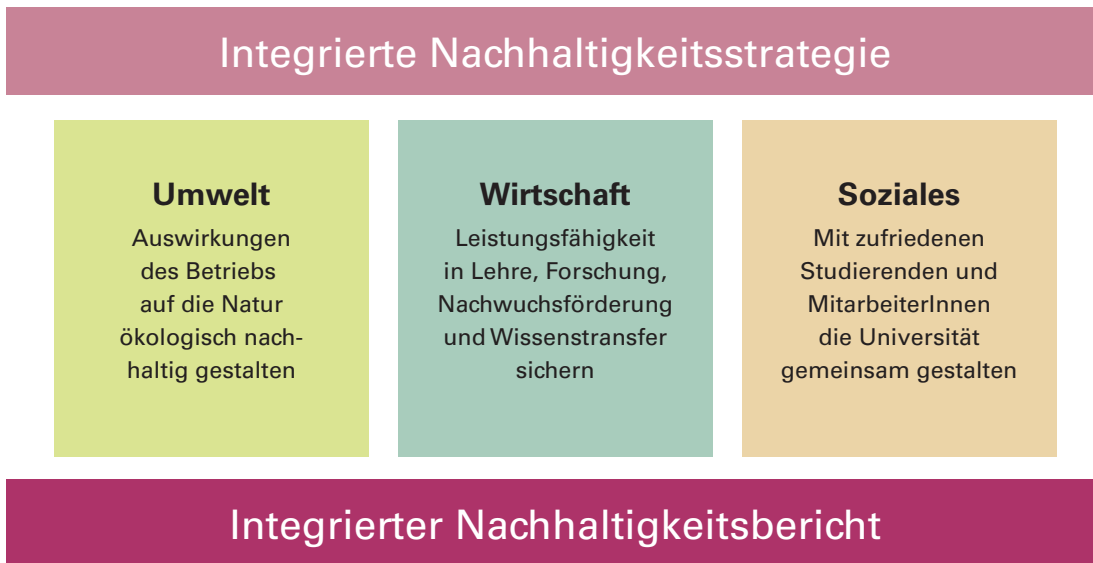 Integrierte Nachhaltigkeitsstrategie
Umwelt
Auswirkungen
des Betriebs
auf die Natur
ökologisch nach-
haltig gestalten
Wirtschaft
Leistungsfähigkeit
in Lehre, Forschung,
Nachwuchsförderung
und Wissenstransfer
sichern
Soziales
Mit zufriedenen
Studierenden und
MitarbeiterInnen
die Universität
gemeinsam gestalten
Integrierter Nachhaltigkeitsbericht